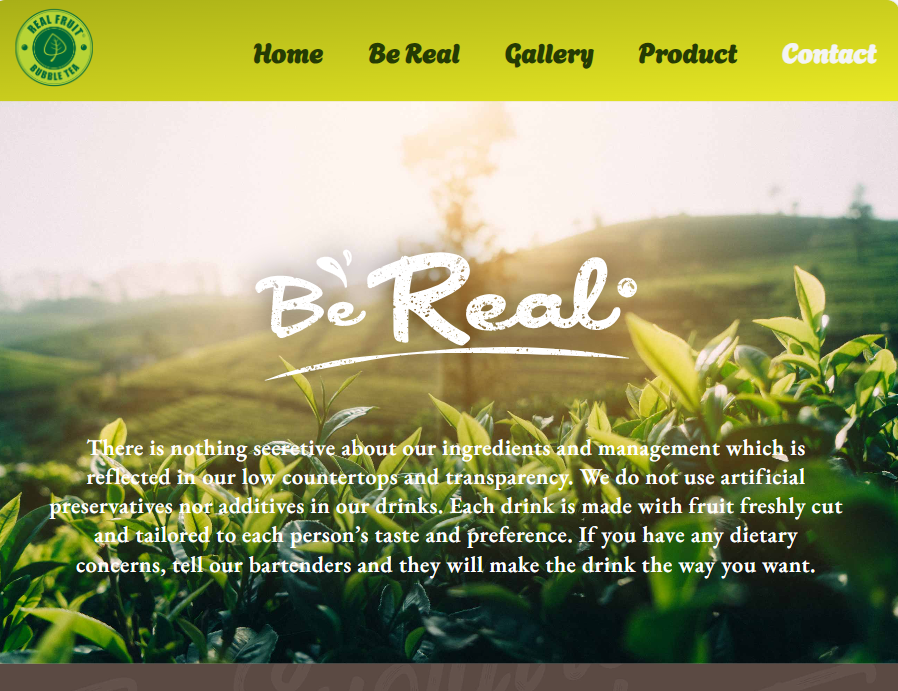 REAL FRUIT
BUBBLE TEA
Home Be Real Gallery Product Contact
Be Real
There is nothing secretive about our ingredients and management which is
reflected in our low countertops and transparency. We do not use artificial
preservatives nor additives in our drinks. Each drink is made with fruit freshly cut
and tailored to each person’s taste and preference. If you have any dietary
concerns, tell our bartenders and they will make the drink the way you want.